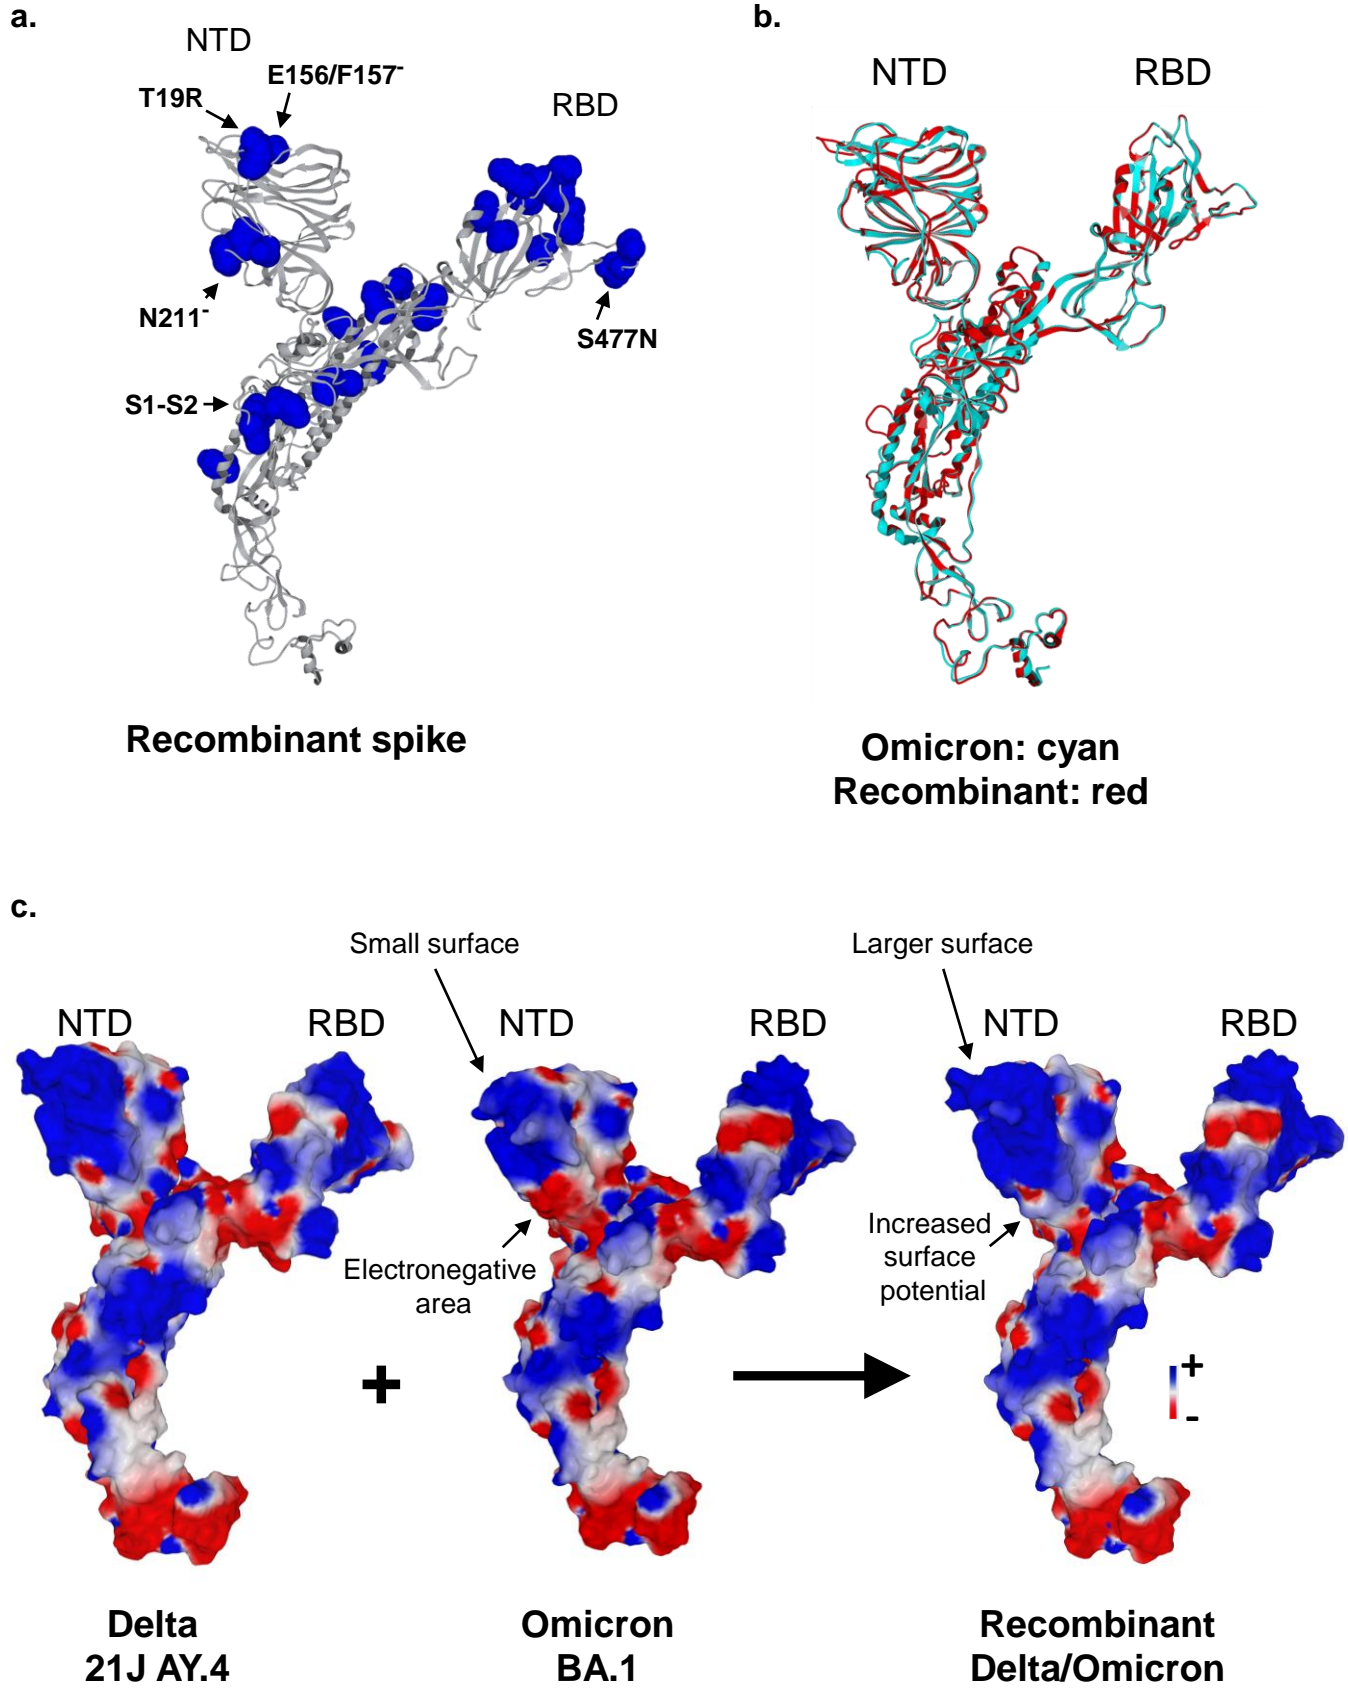 a.
NTD
E156/F157-
T19R
RBD
N211-
S477N
S1-S2
Recombinant spike
b.
NTD
RBD
Omicron: cyan
Recombinant: red
c.
Small surface
Larger surface
NTD
RBD
NTD
RBD
NTD
RBD
Electronegative
area
Increased
surface
potential
+
+
-
Delta
21J AY.4
Omicron
BA.1
Recombinant
Delta/Omicron